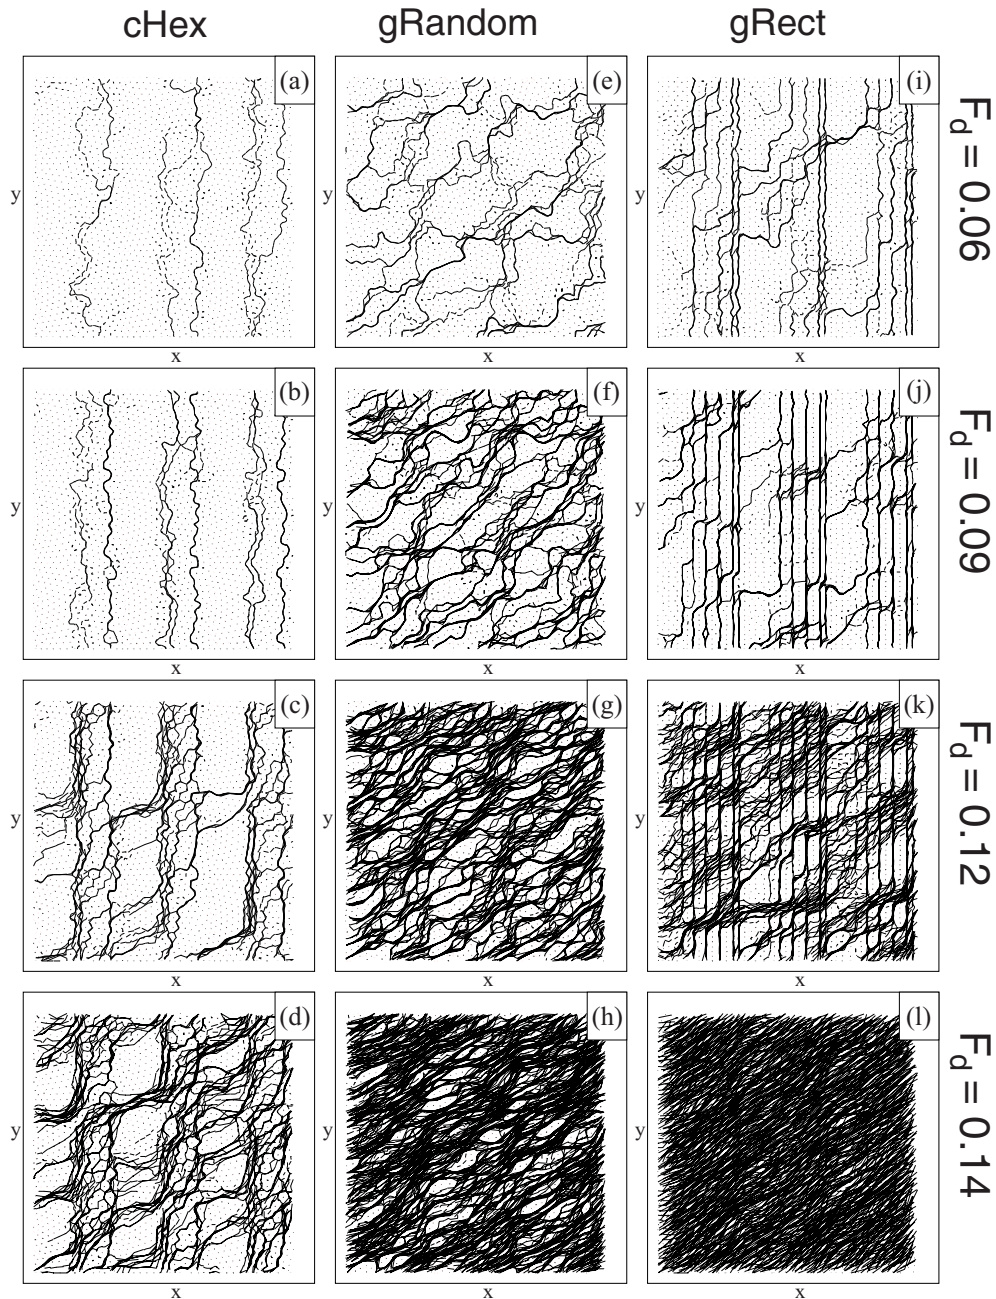 cHex gRandom gRect
(a) (e) (i)
F_d = 0.06
y y y
x x x
(b) (f) (j)
F_d = 0.09
y y y
x x x
(c) (g) (k)
F_d = 0.12
y y y
x x x
(d) (h) (l)
F_d = 0.14
y y y
x x x